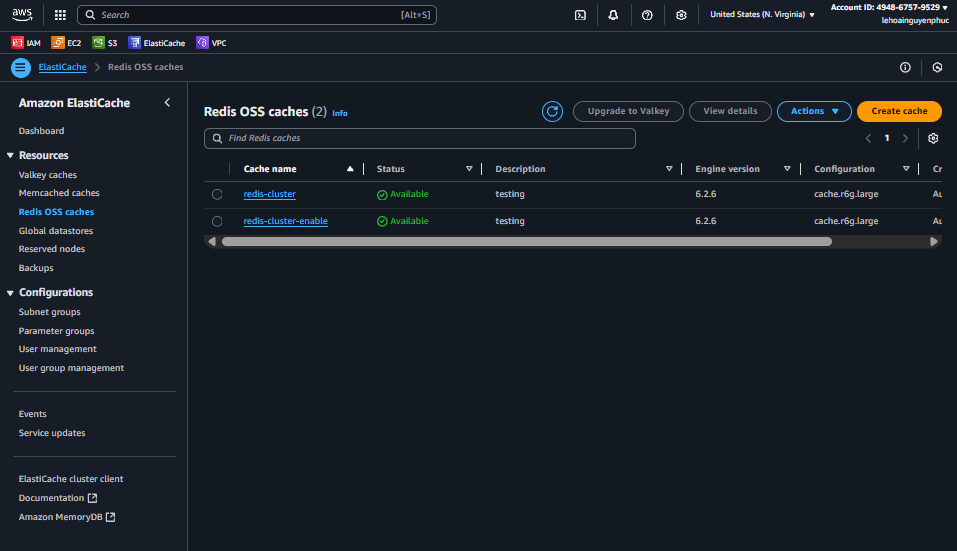 aws
Search [Alt+S]
United States (N. Virginia)
Account ID: 4948-6757-9529
lehoainguyenphuc
IAM EC2 S3 ElastiCache VPC
ElastiCache Redis OSS caches
Amazon ElastiCache
Dashboard
Resources
Valkey caches
Memcached caches
Redis OSS caches
Global datastores
Reserved nodes
Backups
Configurations
Subnet groups
Parameter groups
User management
User group management
Events
Service updates
ElastiCache cluster client
Documentation
Amazon MemoryDB
Redis OSS caches (2) Info
Upgrade to Valkey View details Actions Create cache
Find Redis caches
1
Cache name Status Description Engine version Configuration Cr
redis-cluster Available testing 6.2.6 cache.r6g.large Au
redis-cluster-enable Available testing 6.2.6 cache.r6g.large Au